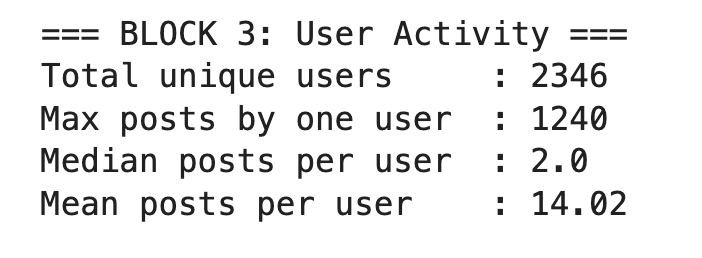 === BLOCK 3: User Activity ===
Total unique users     : 2346
Max posts by one user  : 1240
Median posts per user  : 2.0
Mean posts per user    : 14.02